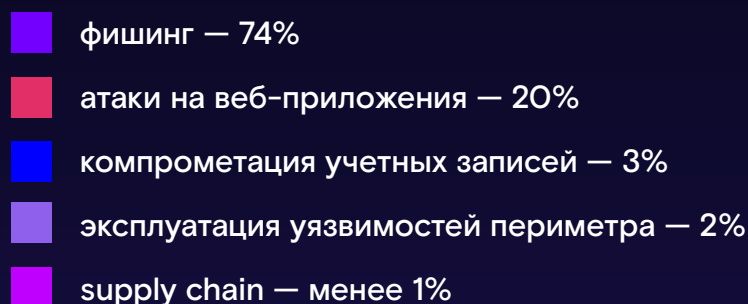 фишинг — 74%
атаки на веб-приложения — 20%
компрометация учетных записей — 3%
эксплуатация уязвимостей периметра — 2%
supply chain — менее 1%